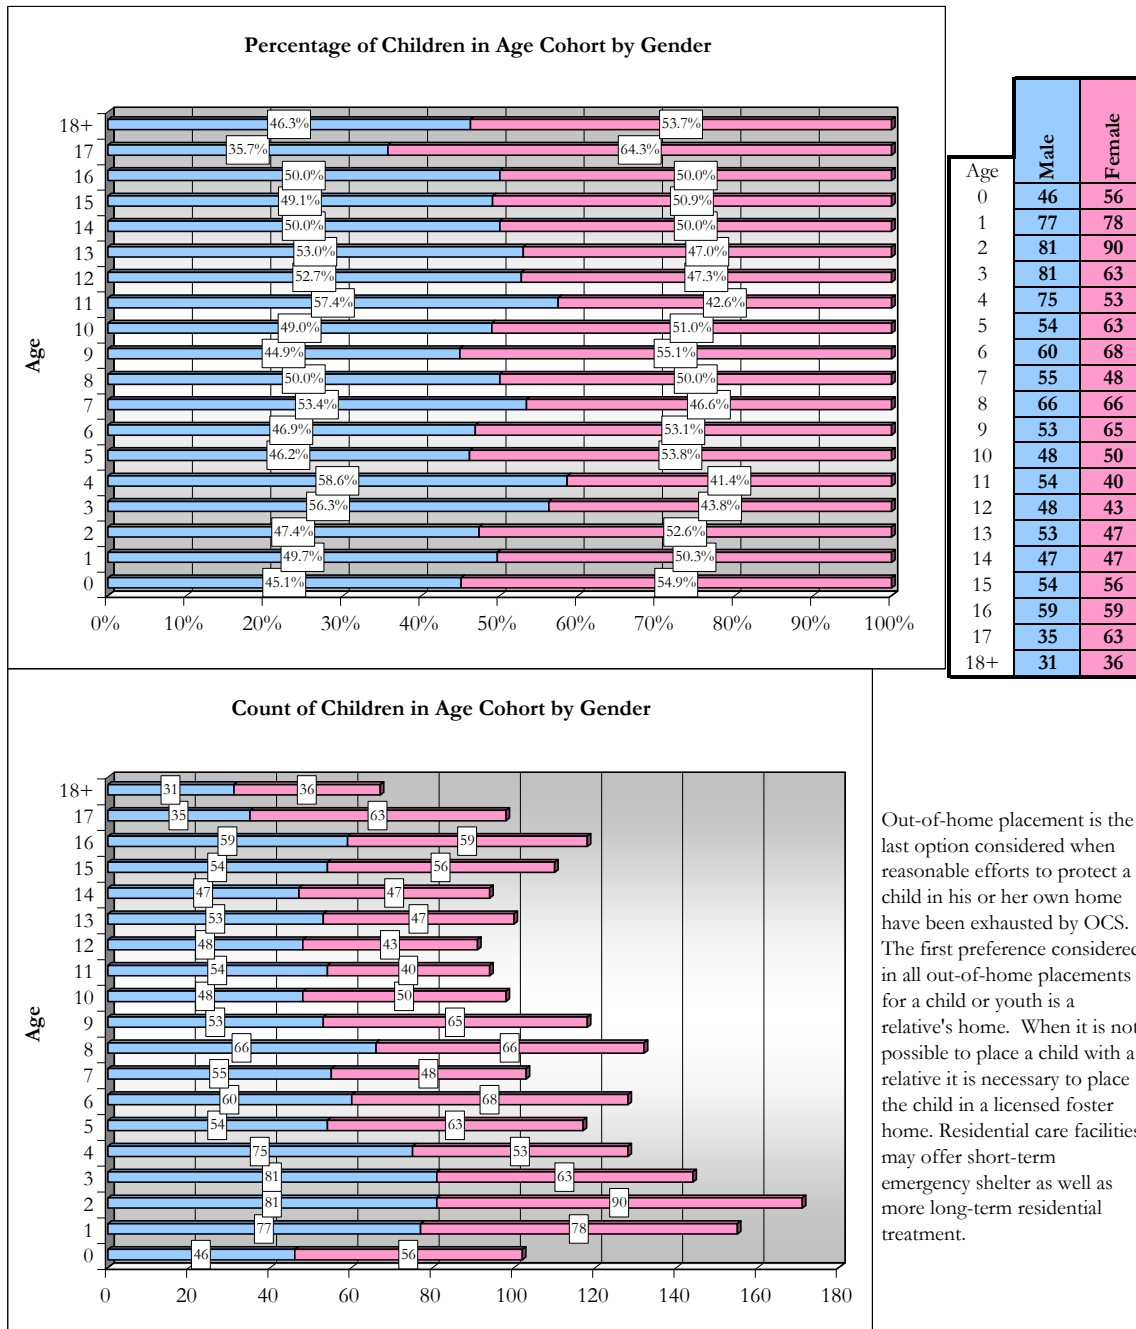 Percentage of Children in Age Cohort by Gender
Age
18+ 46.3% 53.7%
17 35.7% 64.3%
16 50.0% 50.0%
15 49.1% 50.9%
14 50.0% 50.0%
13 53.0% 47.0%
12 52.7% 47.3%
11 57.4% 42.6%
10 49.0% 51.0%
9 44.9% 55.1%
8 50.0% 50.0%
7 53.4% 46.6%
6 46.9% 53.1%
5 46.2% 53.8%
4 58.6% 41.4%
3 56.3% 43.8%
2 47.4% 52.6%
1 49.7% 50.3%
0 45.1% 54.9%
0% 10% 20% 30% 40% 50% 60% 70% 80% 90% 100%
Age Male Female
0 46 56
1 77 78
2 81 90
3 81 63
4 75 53
5 54 63
6 60 68
7 55 48
8 66 66
9 53 65
10 48 50
11 54 40
12 48 43
13 53 47
14 47 47
15 54 56
16 59 59
17 35 63
18+ 31 36
Count of Children in Age Cohort by Gender
Age
18+ 31 36
17 35 63
16 59 59
15 54 56
14 47 47
13 53 47
12 48 43
11 54 40
10 48 50
9 53 65
8 66 66
7 55 48
6 60 68
5 54 63
4 75 53
3 81 63
2 81 90
1 77 78
0 46 56
0 20 40 60 80 100 120 140 160 180
Out-of-home placement is the
last option considered when
reasonable efforts to protect a
child in his or her own home
have been exhausted by OCS.
The first preference considered
in all out-of-home placements
for a child or youth is a
relative's home. When it is not
possible to place a child with a
relative it is necessary to place
the child in a licensed foster
home. Residential care facilities
may offer short-term
emergency shelter as well as
more long-term residential
treatment.